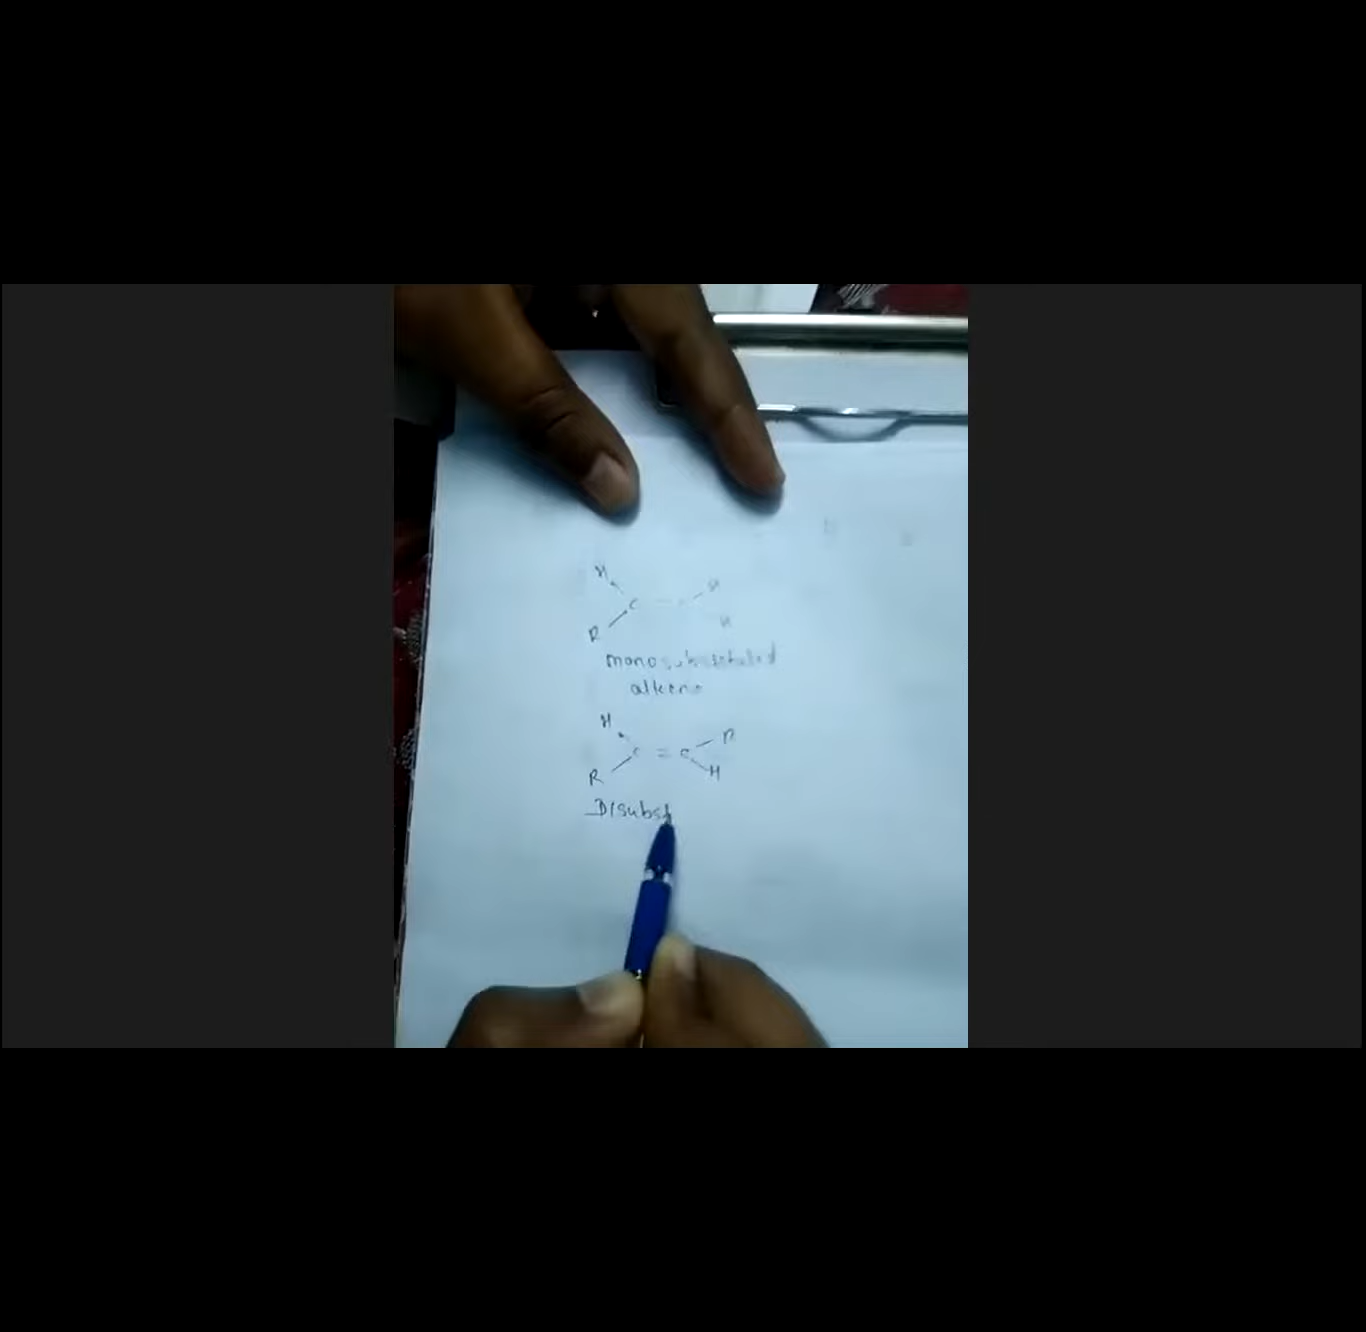 H H
C C
R H
monosubstituted
alkene
H R
C = C
R H
Disubst